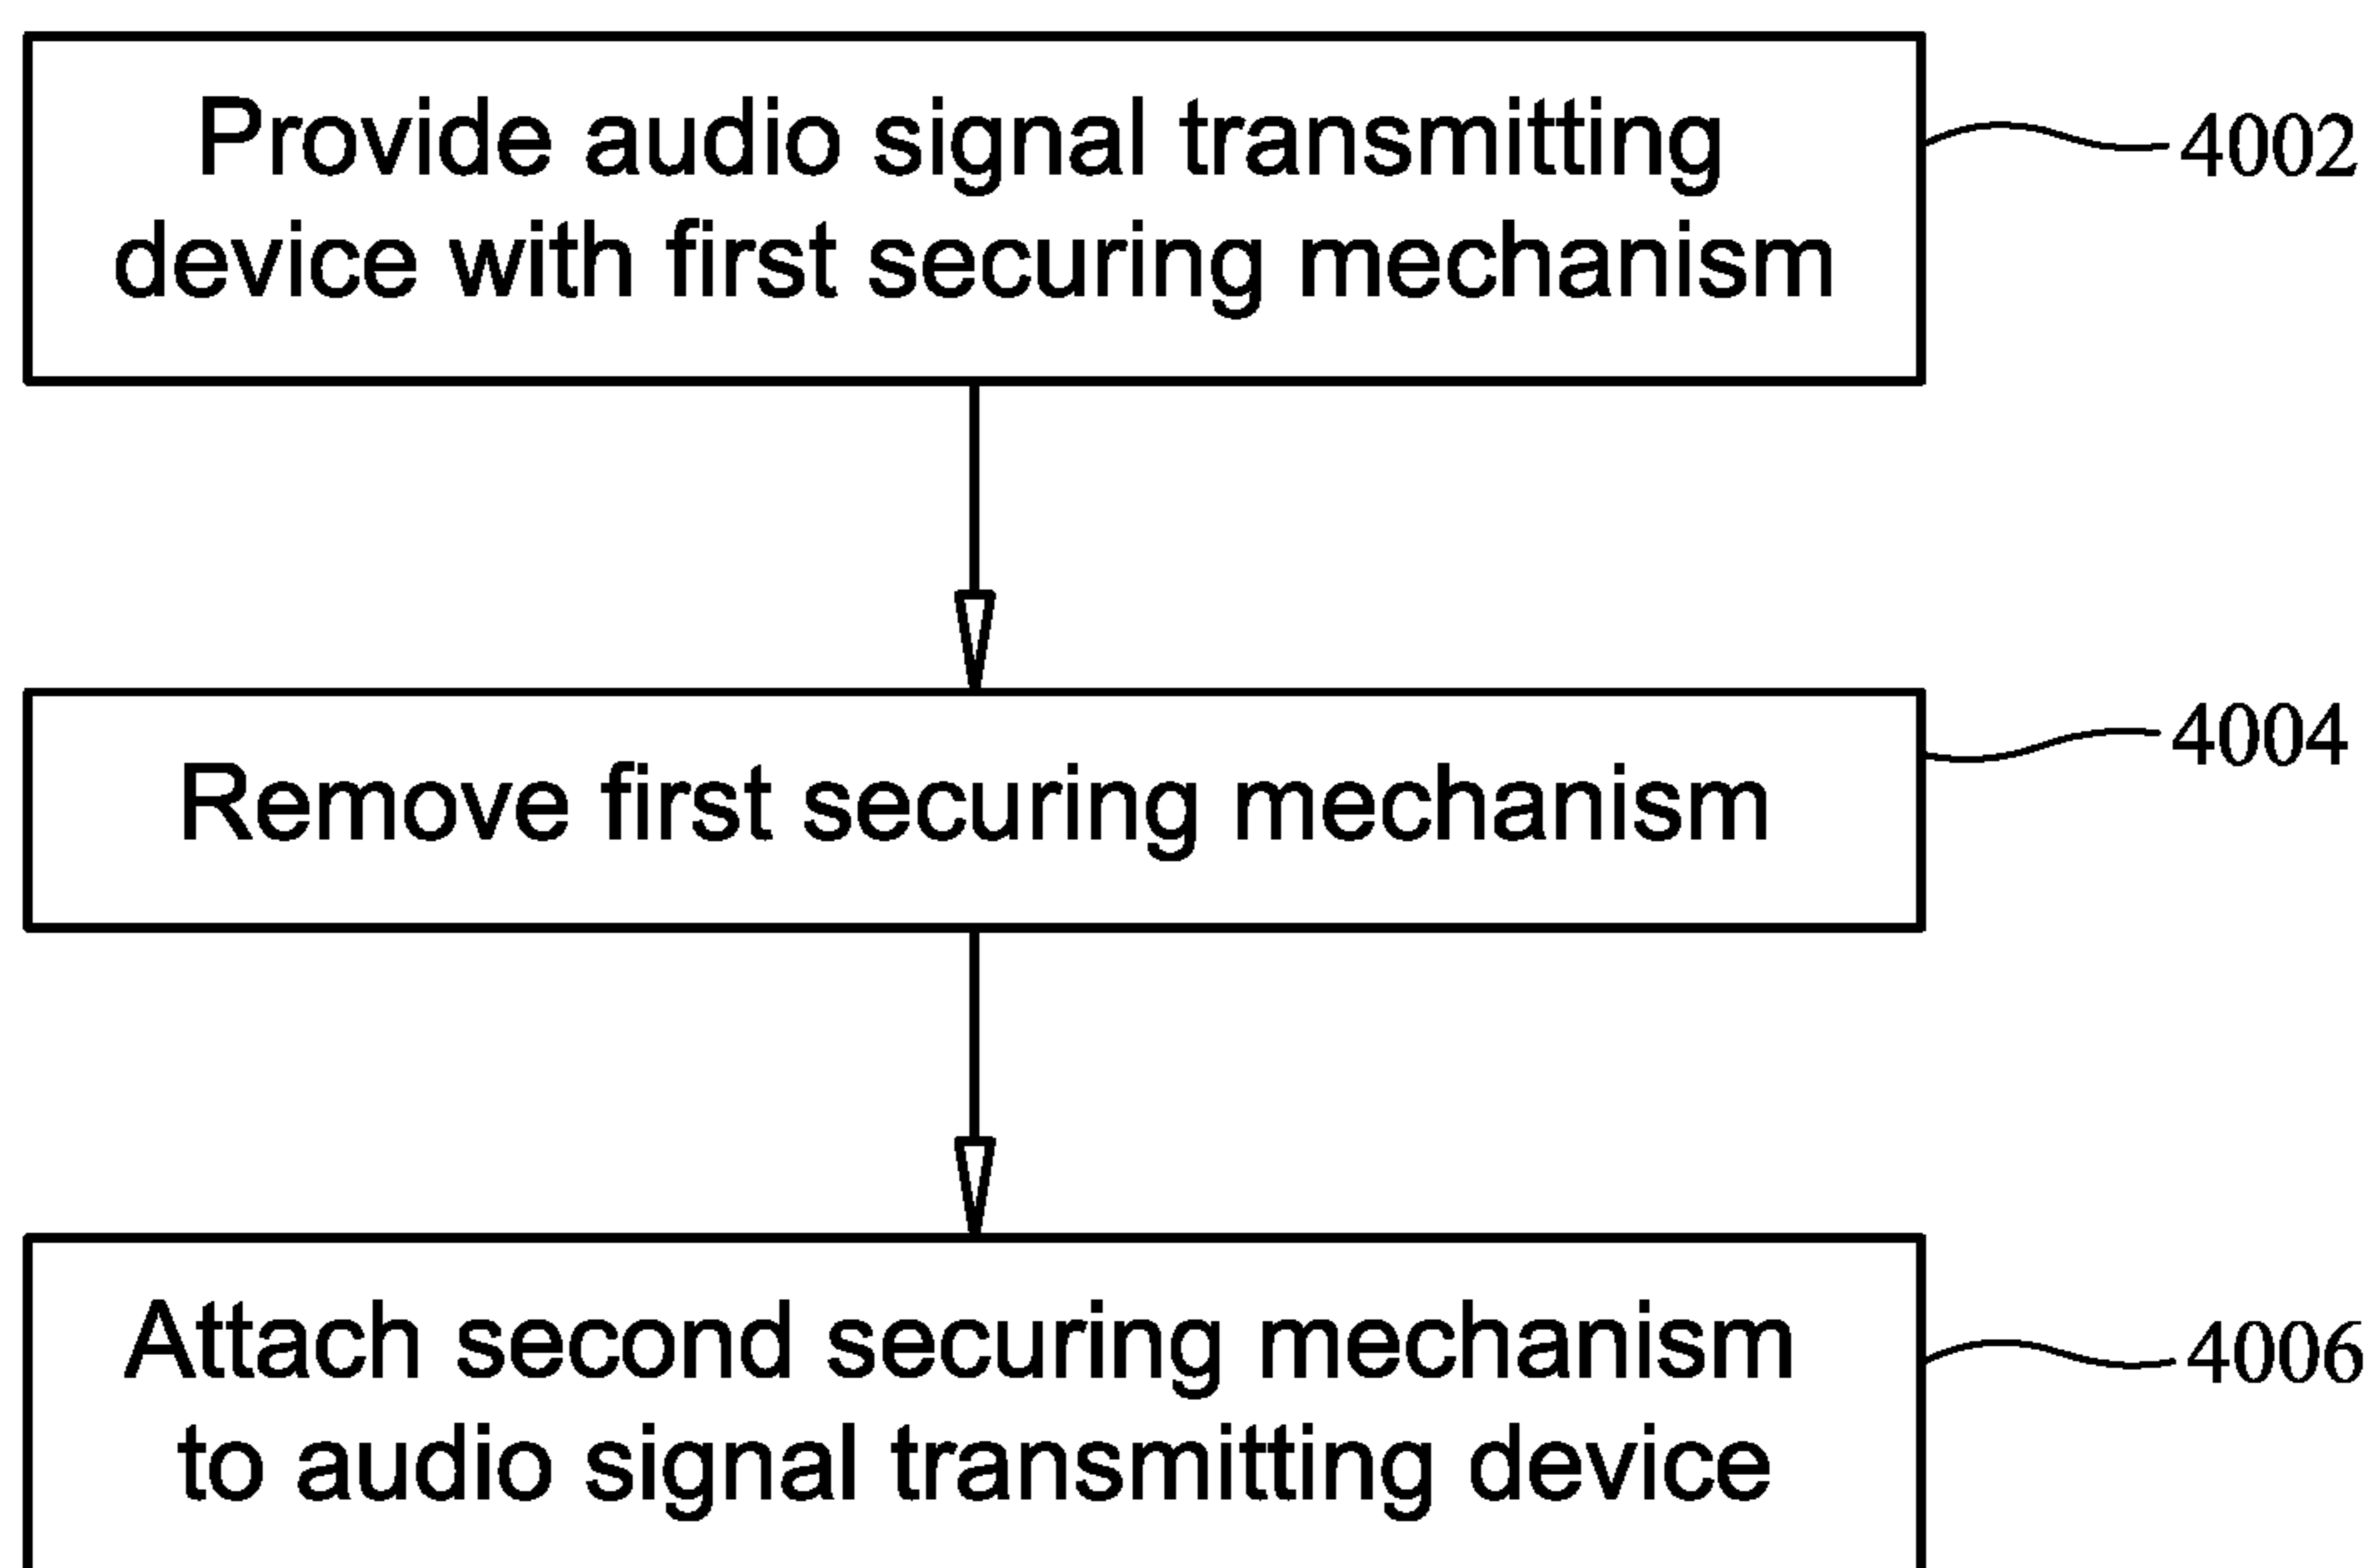 Provide audio signal transmitting
device with first securing mechanism
4002
Remove first securing mechanism
4004
Attach second securing mechanism
to audio signal transmitting device
4006